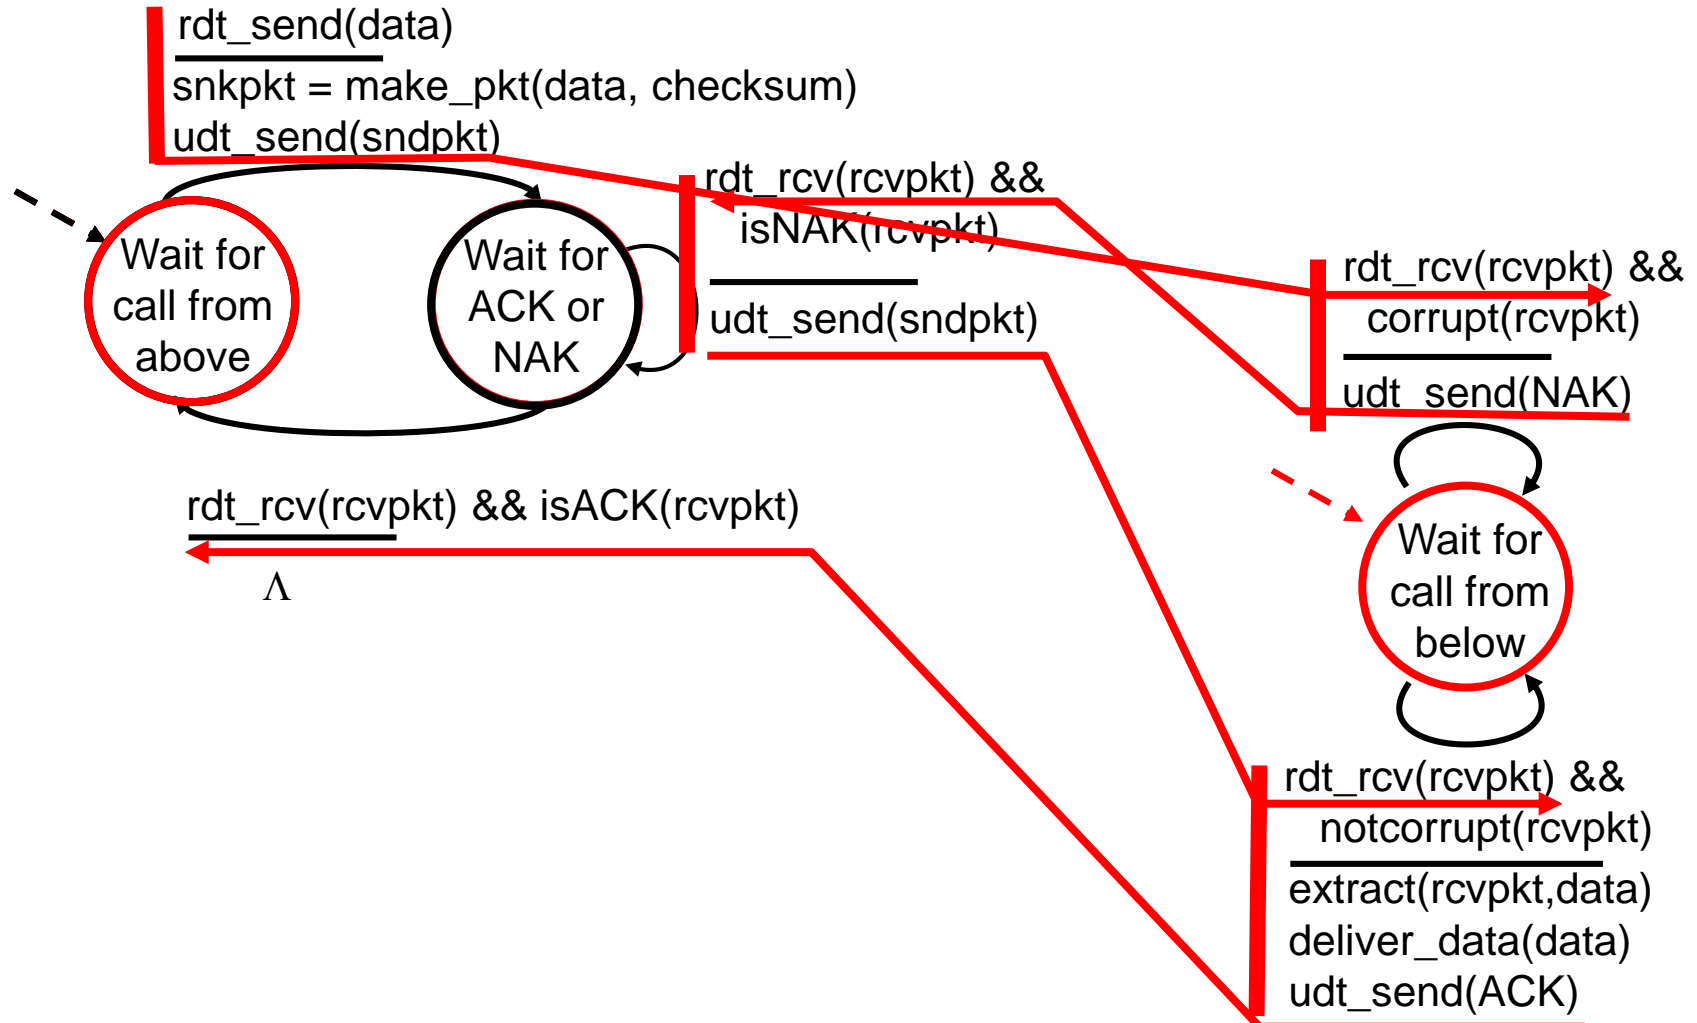 rdt_send(data)
snkpkt = make_pkt(data, checksum)
udt_send(sndpkt)
rdt_rcv(rcvpkt) &&
isNAK(rcvpkt)
udt_send(sndpkt)
Wait for
call from
above
Wait for
ACK or
NAK
rdt_rcv(rcvpkt) && isACK(rcvpkt)
Λ
rdt_rcv(rcvpkt) &&
corrupt(rcvpkt)
udt_send(NAK)
Wait for
call from
below
rdt_rcv(rcvpkt) &&
notcorrupt(rcvpkt)
extract(rcvpkt,data)
deliver_data(data)
udt_send(ACK)